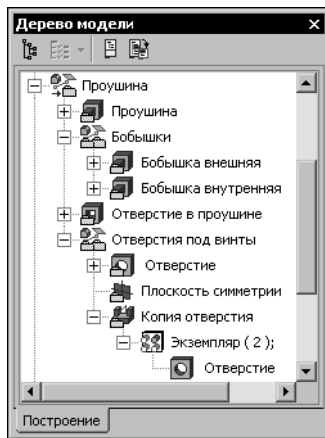 Дерево модели
Проушина
Проушина
Бобышки
Бобышка внешняя
Бобышка внутренняя
Отверстие в проушине
Отверстия под винты
Отверстие
Плоскость симметрии
Копия отверстия
Экземпляр ( 2 );
Отверстие
Построение